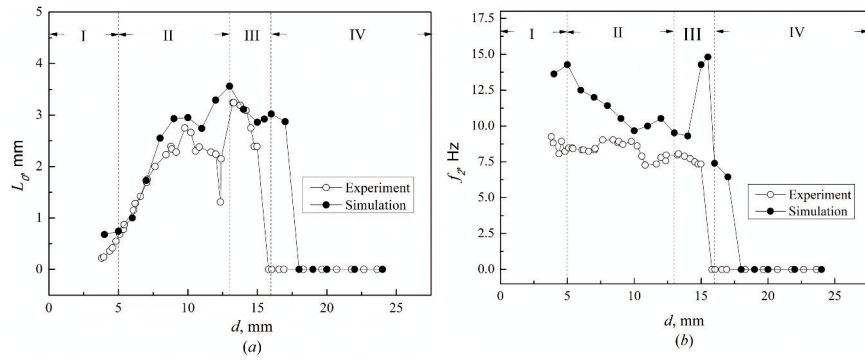 (a)
I II III IV
5
4
3
2
1
0
L₀, mm
Experiment
Simulation
0 5 10 15 20 25
d, mm
(a)
(b)
I II III IV
17.5
15.0
12.5
10.0
7.5
5.0
2.5
0.0
f₂, Hz
Experiment
Simulation
0 5 10 15 20 25
d, mm
(b)